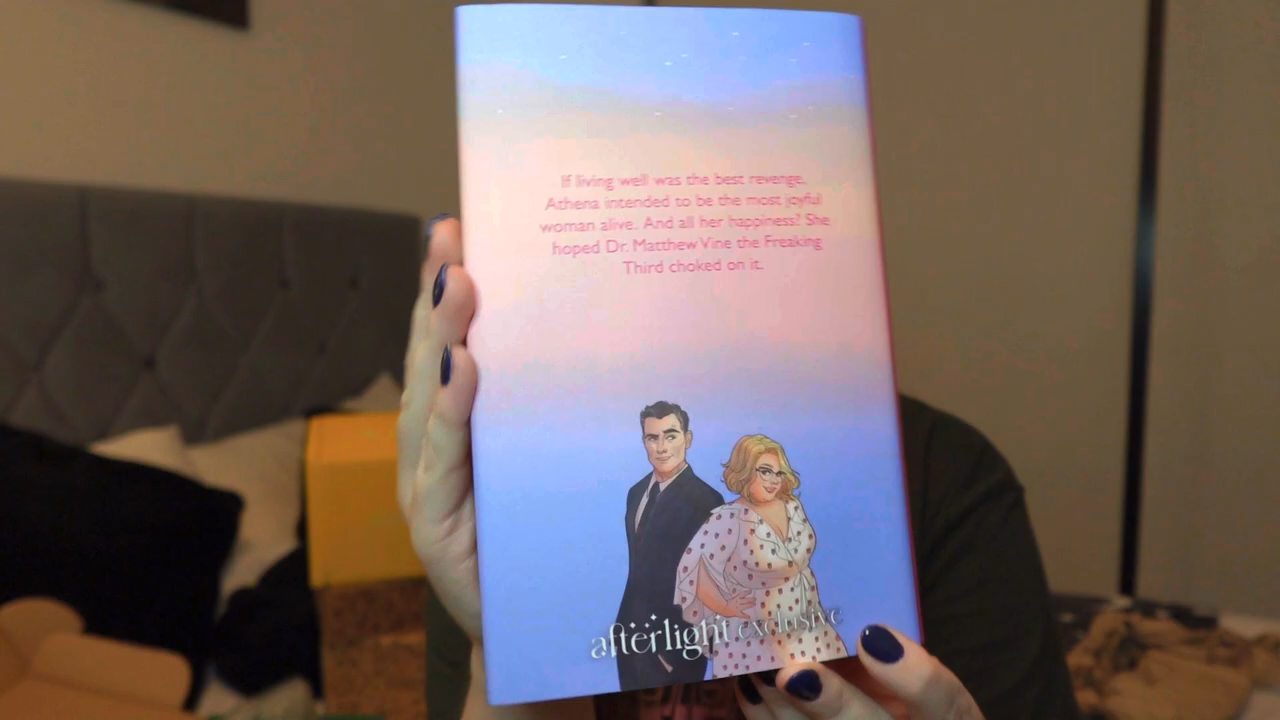 If living well was the best revenge,
Athena intended to be the most joyful
woman alive. And all her happiness? She
hoped Dr. Matthew Vine the Freaking
Third choked on it.
afterlight exclusive